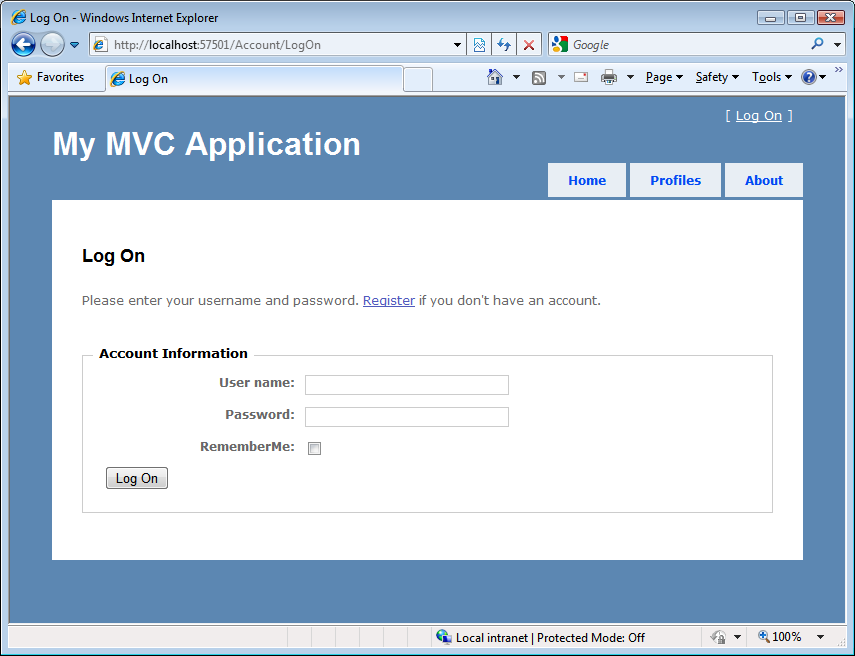 Log On - Windows Internet Explorer
http://localhost:57501/Account/LogOn
Google
Favorites
Log On
Page
Safety
Tools
[ Log On ]
My MVC Application
Home
Profiles
About
Log On
Please enter your username and password. Register if you don't have an account.
Account Information
User name:
Password:
RememberMe:
Log On
Local intranet | Protected Mode: Off
100%